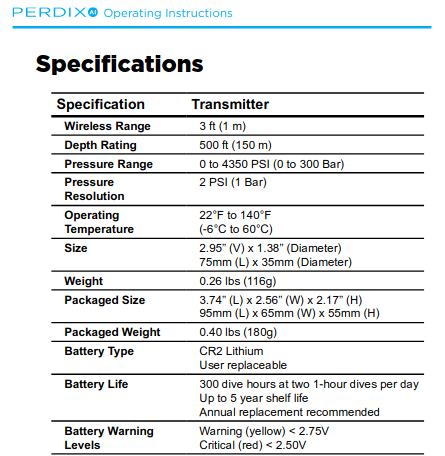 PERDIX AI Operating Instructions
Specifications
Specification Transmitter
Wireless Range 3 ft (1 m)
Depth Rating 500 ft (150 m)
Pressure Range 0 to 4350 PSI (0 to 300 Bar)
Pressure Resolution 2 PSI (1 Bar)
Operating Temperature 22°F to 140°F
(-6°C to 60°C)
Size 2.95” (V) x 1.38” (Diameter)
75mm (L) x 35mm (Diameter)
Weight 0.26 lbs (116g)
Packaged Size 3.74” (L) x 2.56” (W) x 2.17” (H)
95mm (L) x 65mm (W) x 55mm (H)
Packaged Weight 0.40 lbs (180g)
Battery Type CR2 Lithium
User replaceable
Battery Life 300 dive hours at two 1-hour dives per day
Up to 5 year shelf life
Annual replacement recommended
Battery Warning Levels Warning (yellow) < 2.75V
Critical (red) < 2.50V